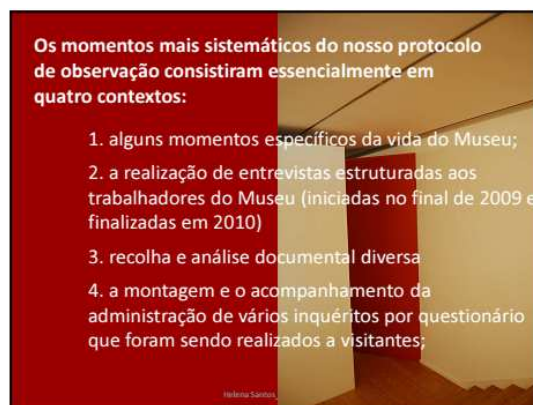 Os momentos mais sistemáticos do nosso protocolo
de observação consistiram essencialmente em
quatro contextos:
1. alguns momentos específicos da vida do Museu;
2. a realização de entrevistas estruturadas aos
trabalhadores do Museu (iniciadas no final de 2009 e
finalizadas em 2010)
3. recolha e análise documental diversa
4. a montagem e o acompanhamento da
administração de vários inquéritos por questionário
que foram sendo realizados a visitantes;
Helena Santos